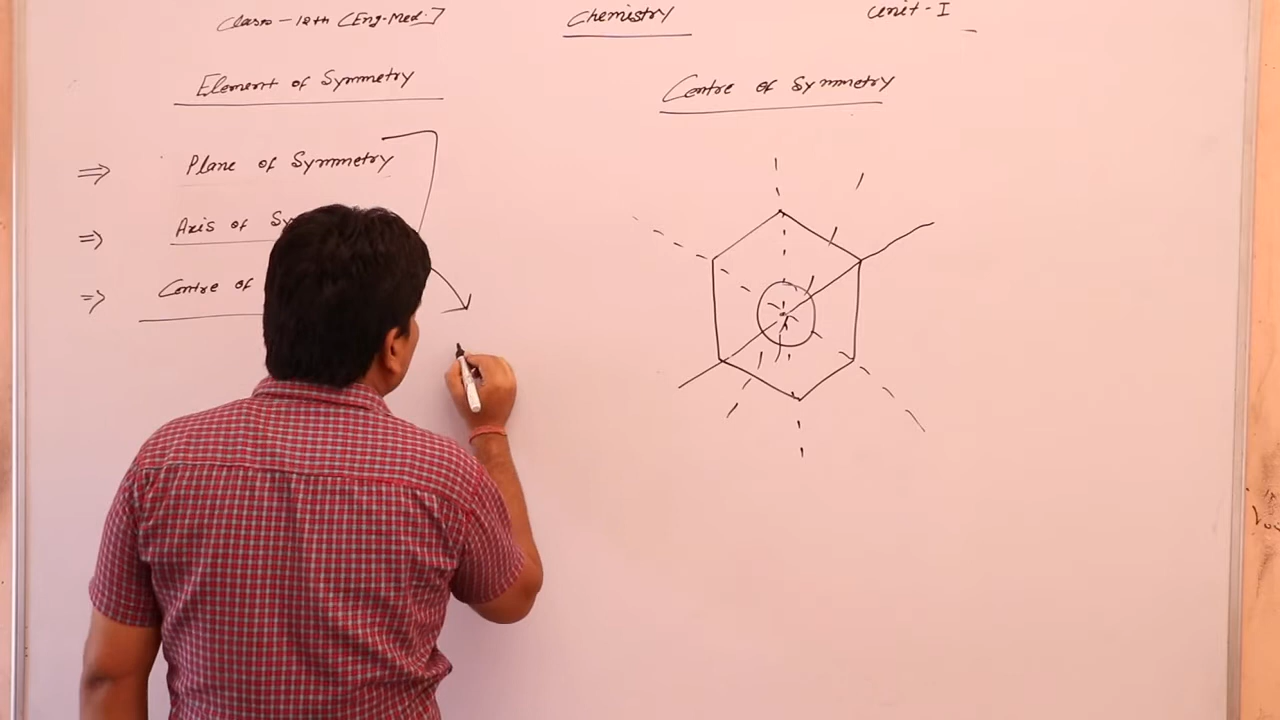 Class-12th [Eng-Med.] Chemistry Unit-I
Element of Symmetry
Centre of Symmetry
⇒ Plane of Symmetry
⇒ Axis of Sy
⇒ Centre of